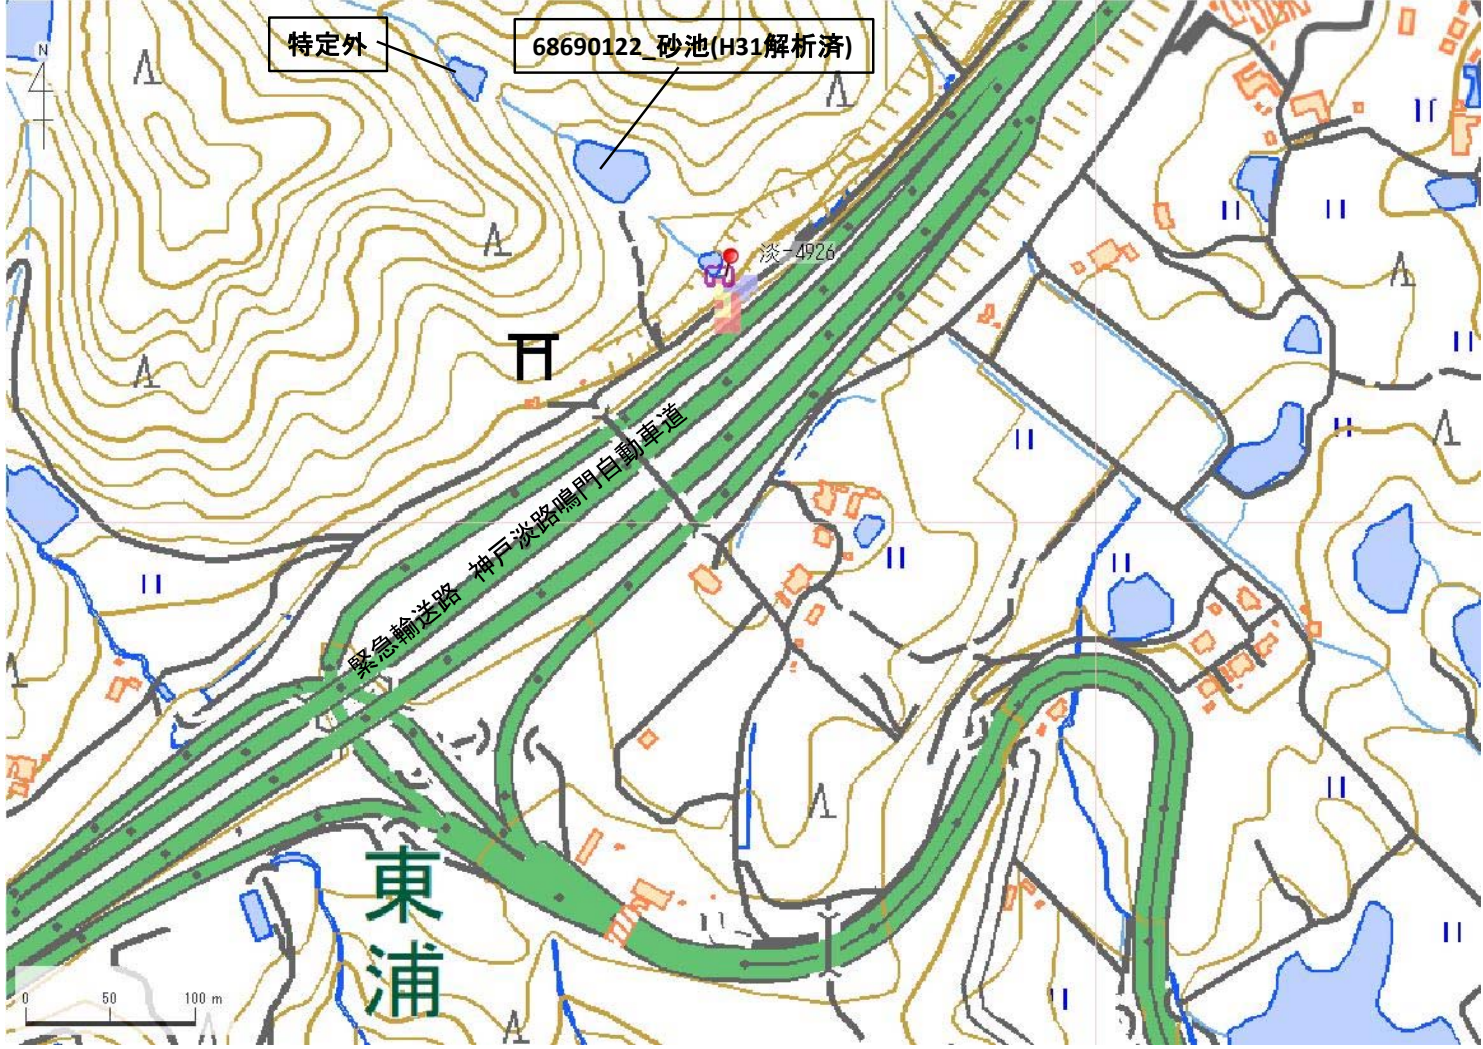 特定外
68690122_砂池(H31解析済)
N
淡-4926
緊急輸送路 神戸淡路鳴門自動車道
東
浦
0 50 100 m